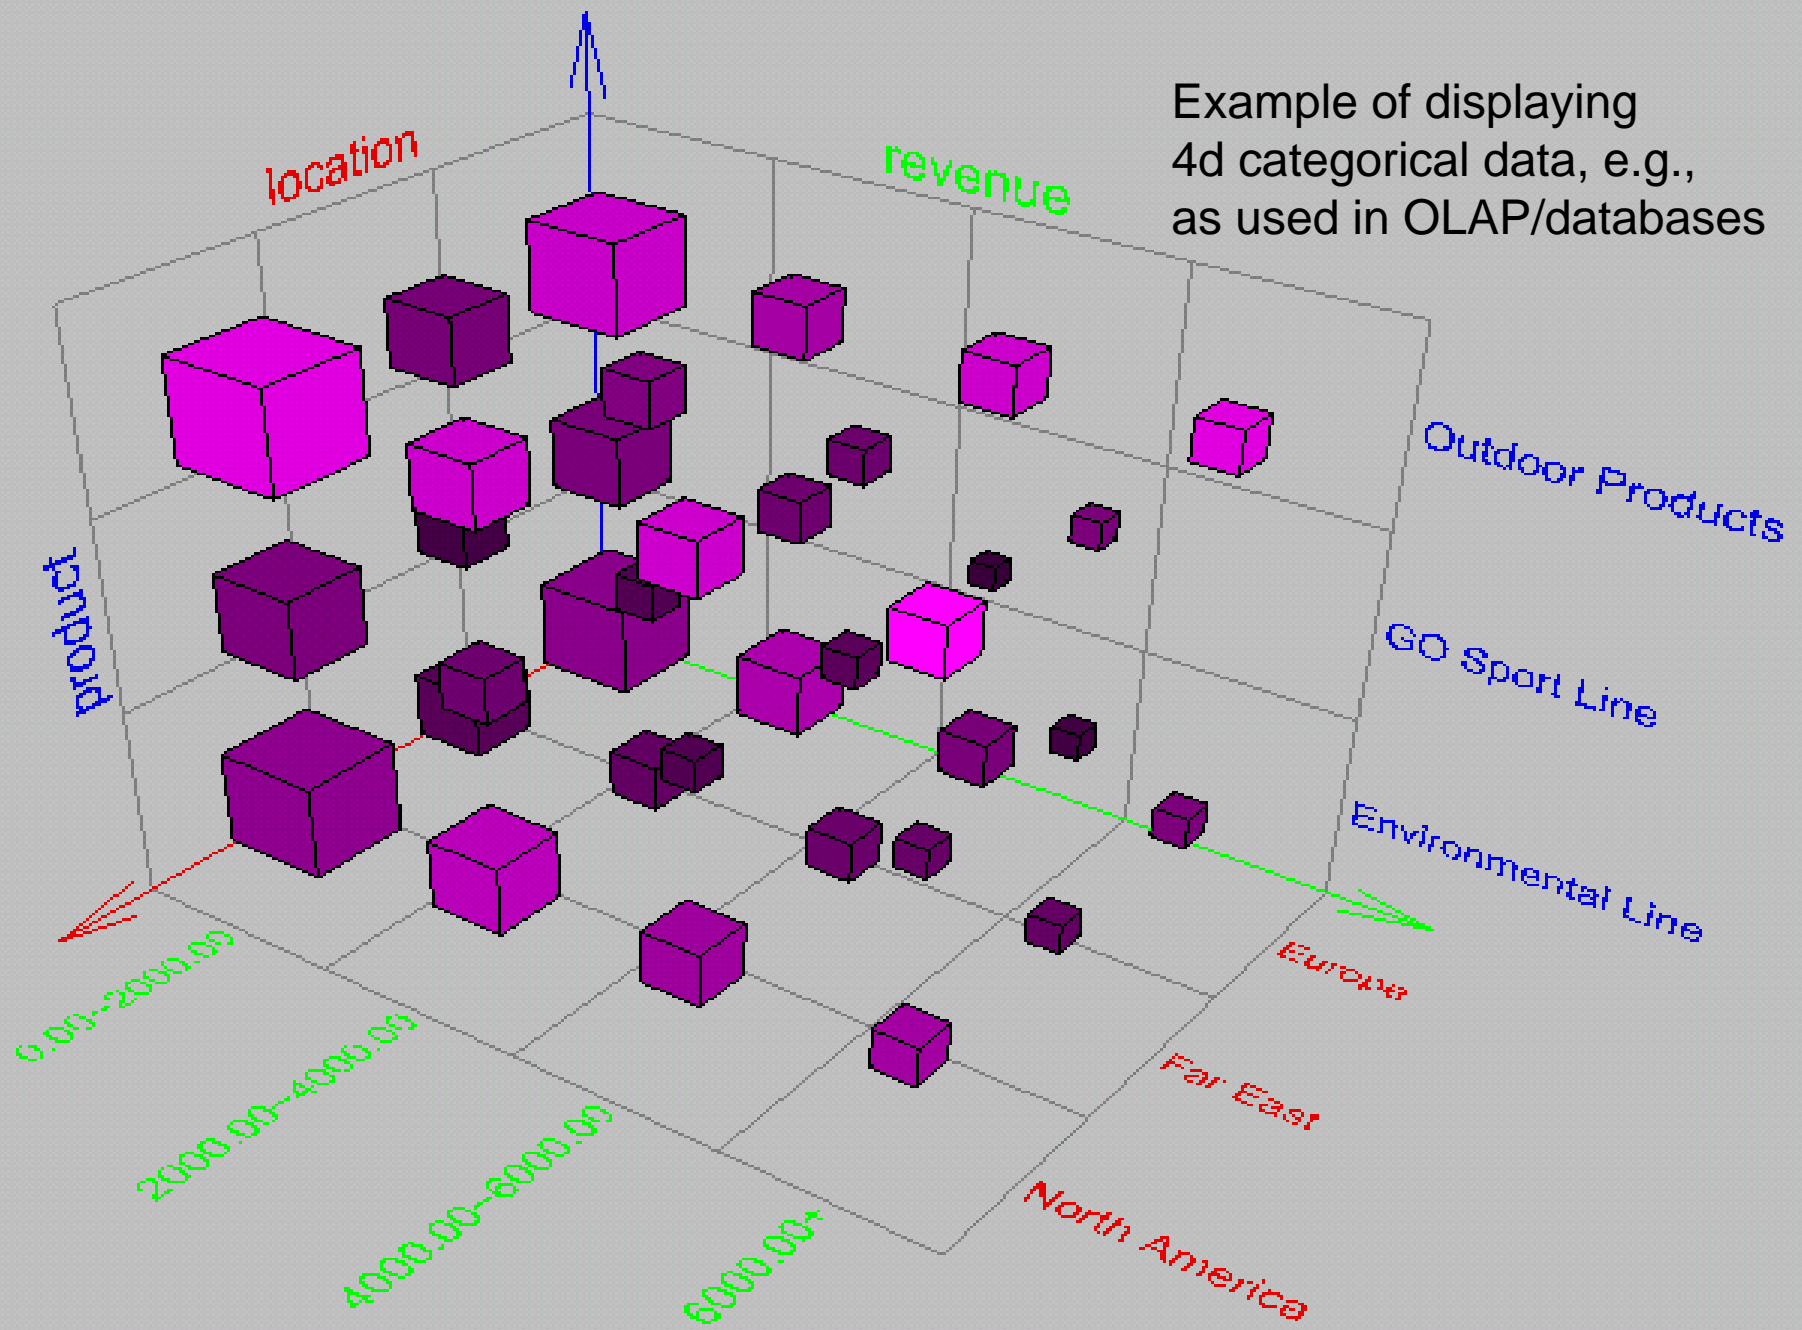 Example of displaying
4d categorical data, e.g.,
as used in OLAP/databases
location
revenue
product
Outdoor Products
GO Sport Line
Environmental Line
Europe
Far East
North America
0.00--2000.00
2000.00--4000.00
4000.00--6000.00
6000.00+